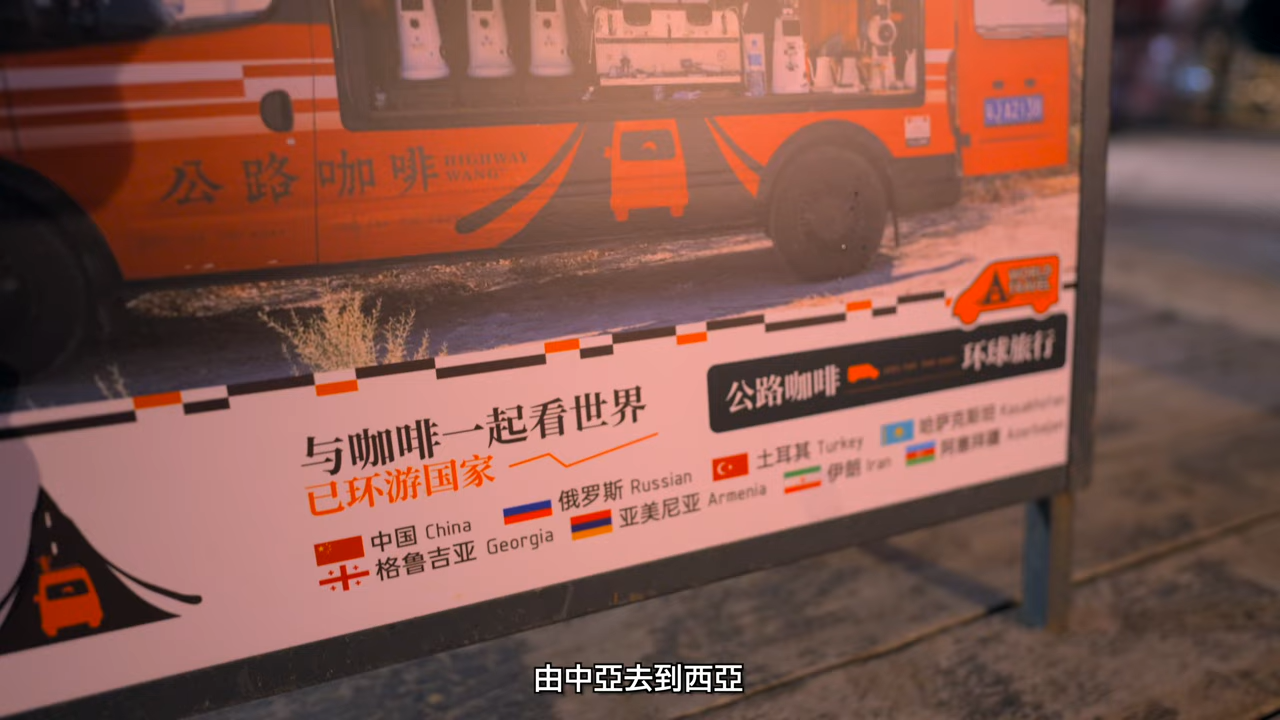 公路咖啡 HIGHWAY WANG
WORLD TRAVEL
公路咖啡 环球旅行
与咖啡一起看世界
已环游国家
中国 China 俄罗斯 Russian 土耳其 Turkey 哈萨克斯坦 Kazakhstan
格鲁吉亚 Georgia 亚美尼亚 Armenia 伊朗 Iran 阿塞拜疆 Azerbaijan
由中亞去到西亞